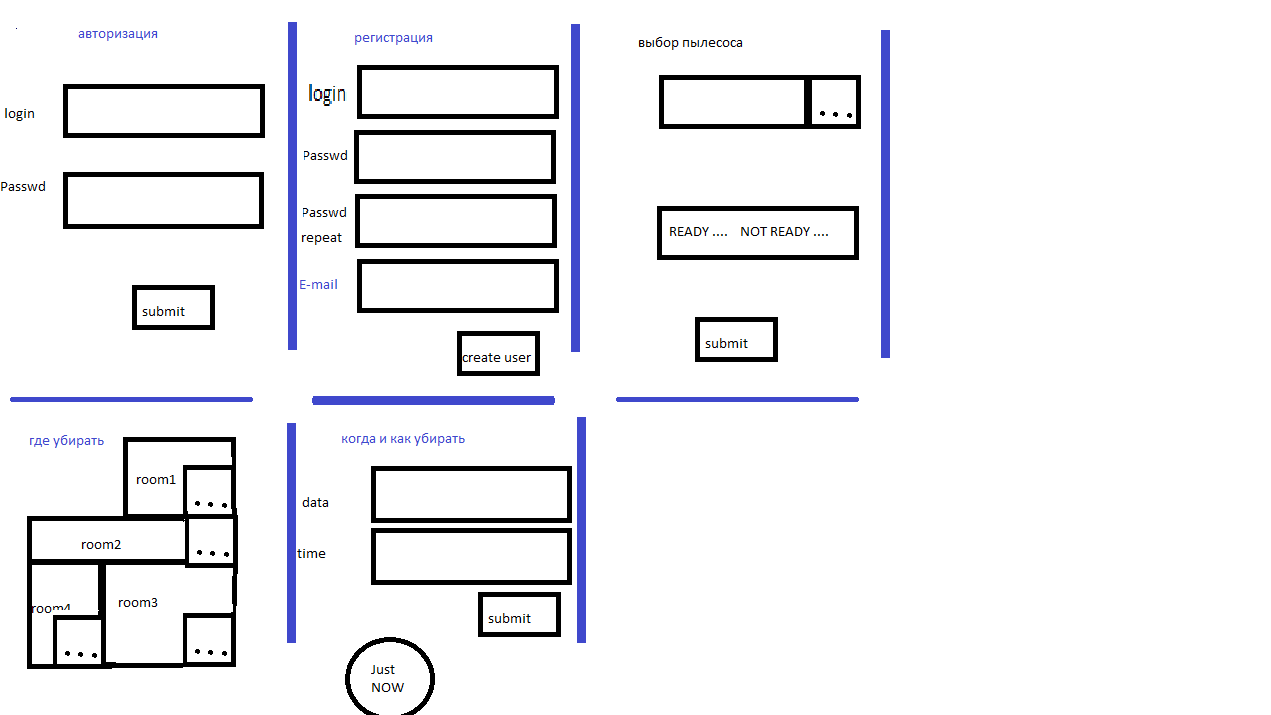 авторизация
login
Passwd
submit
регистрация
login
Passwd
Passwd
repeat
E-mail
create user
выбор пылесоса
...
READY .... NOT READY ....
submit
где убирать
room1
...
room2
...
room4
...
room3
...
когда и как убирать
data
time
submit
Just
NOW